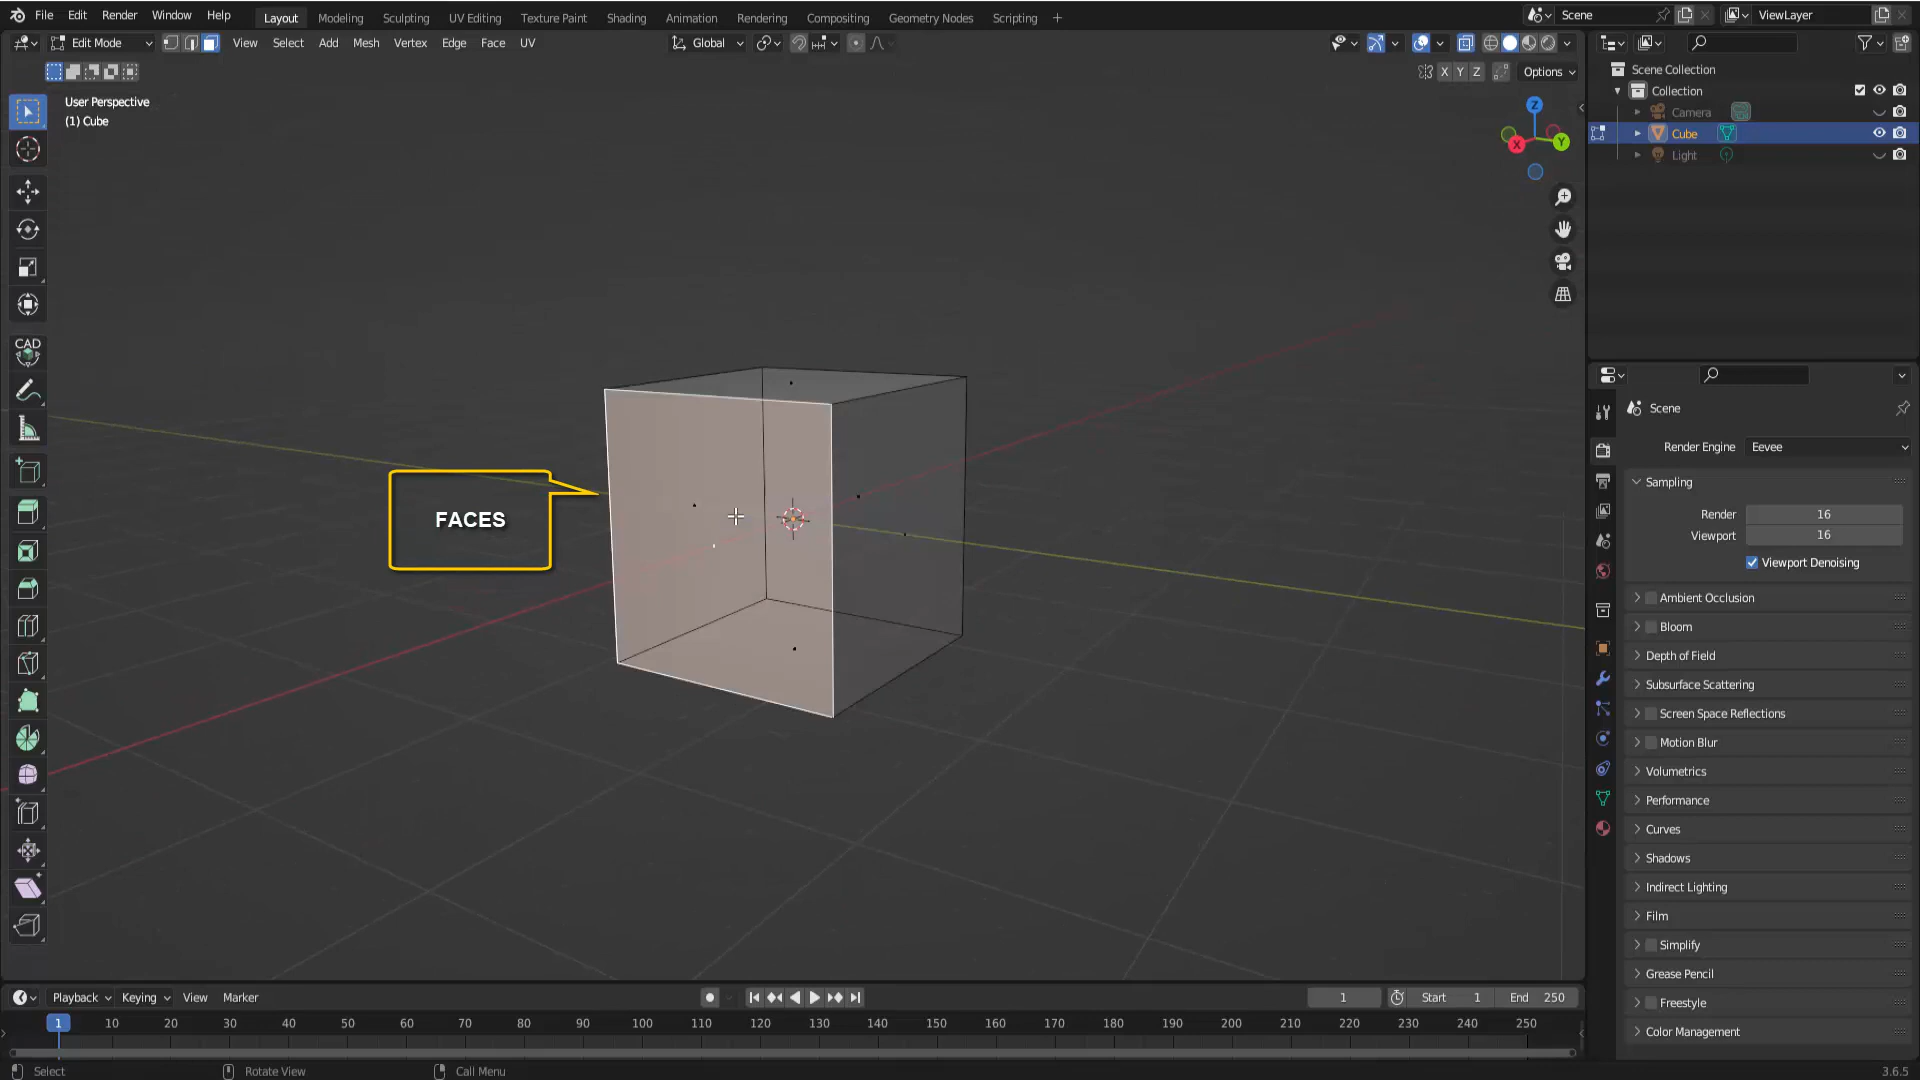 File Edit Render Window Help Layout Modeling Sculpting UV Editing Texture Paint Shading Animation Rendering Compositing Geometry Nodes Scripting + Scene ViewLayer
Edit Mode View Select Add Mesh Vertex Edge Face UV Global
X Y Z Options
User Perspective
(1) Cube
Z
X Y
CAD
FACES
Scene Collection
Collection
Camera
Cube
Light
Scene
Render Engine Eevee
Sampling
Render 16
Viewport 16
Viewport Denoising
Ambient Occlusion
Bloom
Depth of Field
Subsurface Scattering
Screen Space Reflections
Motion Blur
Volumetrics
Performance
Curves
Shadows
Indirect Lighting
Film
Simplify
Grease Pencil
Freestyle
Color Management
Playback Keying View Marker 1 Start 1 End 250
1 10 20 30 40 50 60 70 80 90 100 110 120 130 140 150 160 170 180 190 200 210 220 230 240 250
Select Rotate View Call Menu 3.6.5